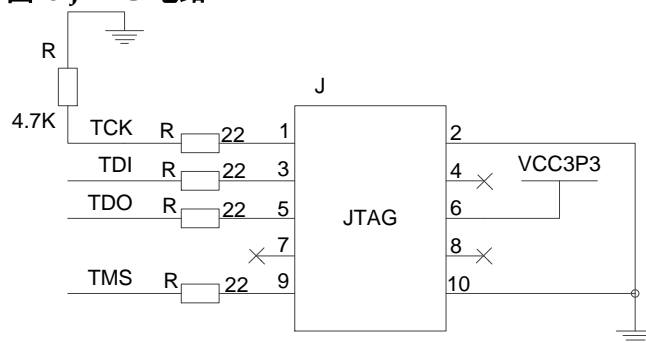 R
J
4.7K
TCK R 22 1
2
TDI R 22 3
4
VCC3P3
TDO R 22 5
JTAG
6
7
8
TMS R 22 9
10